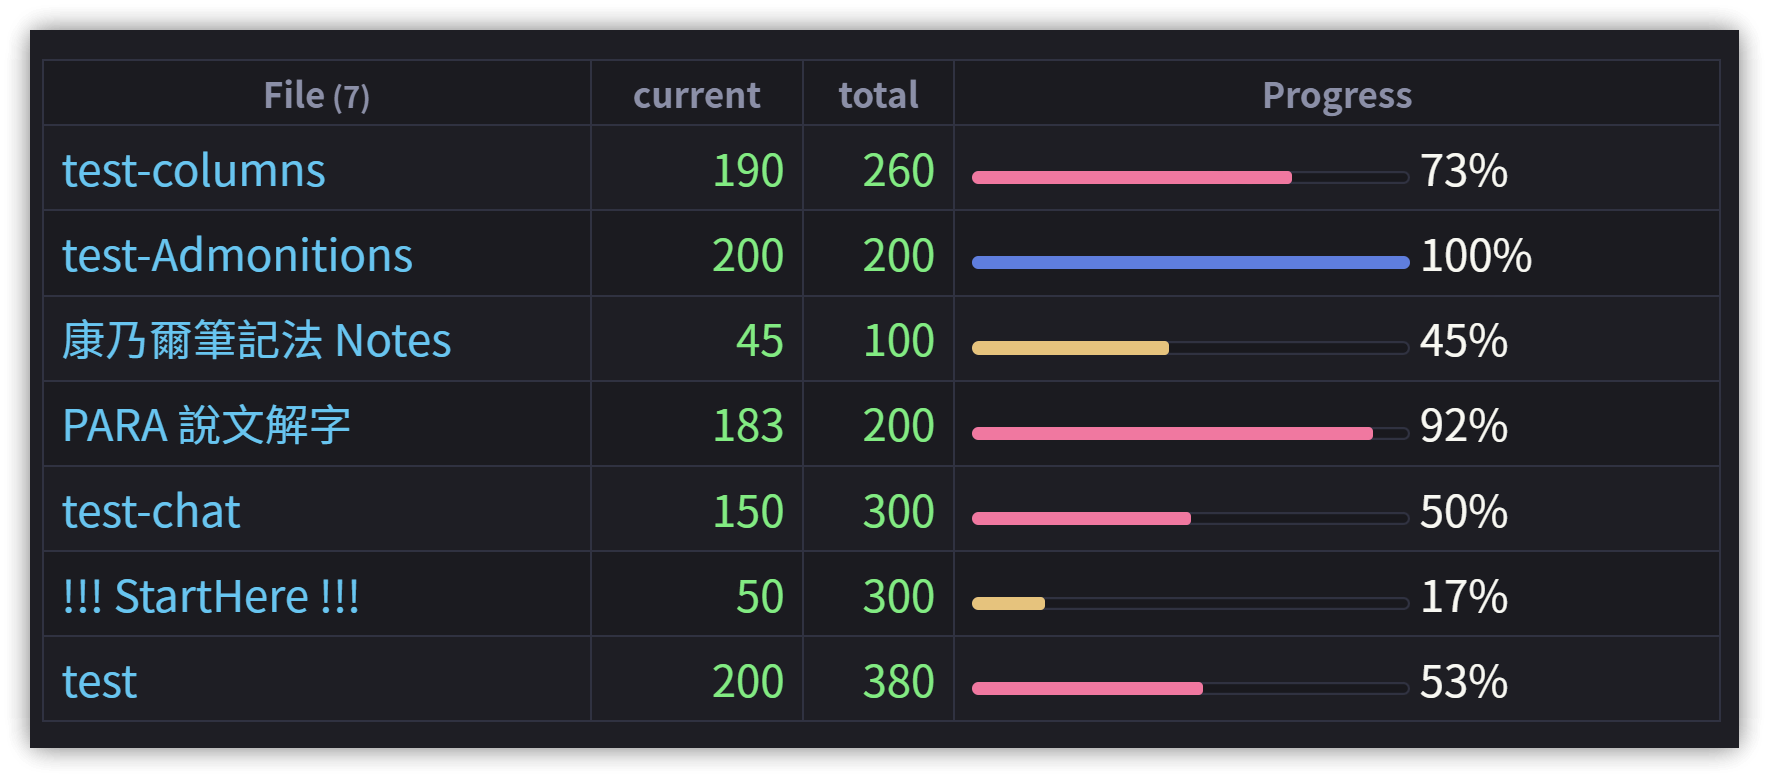 File (7) current total Progress
test-columns 190 260 73%
test-Admonitions 200 200 100%
康乃爾筆記法 Notes 45 100 45%
PARA 說文解字 183 200 92%
test-chat 150 300 50%
!!! StartHere !!! 50 300 17%
test 200 380 53%